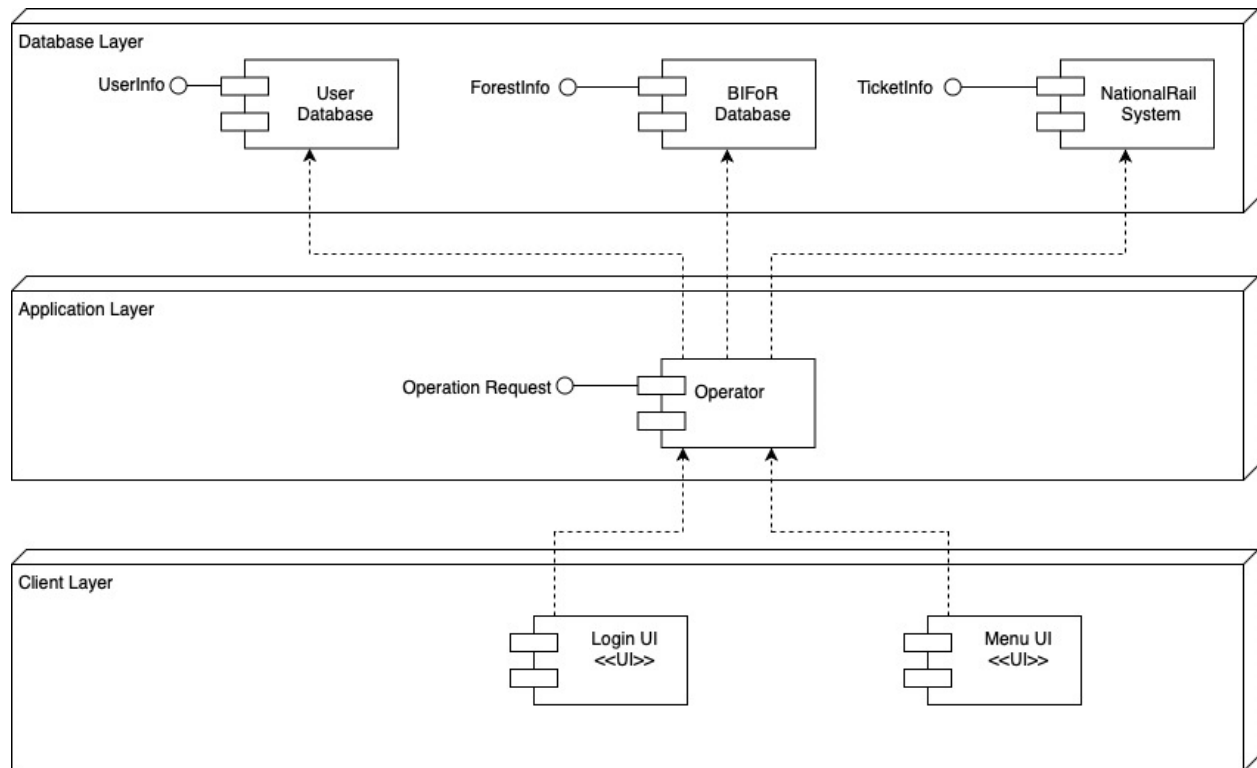 Database Layer
UserInfo
User
Database
ForestInfo
BIFoR
Database
TicketInfo
NationalRail
System
Application Layer
Operation Request
Operator
Client Layer
Login UI
<<UI>>
Menu UI
<<UI>>